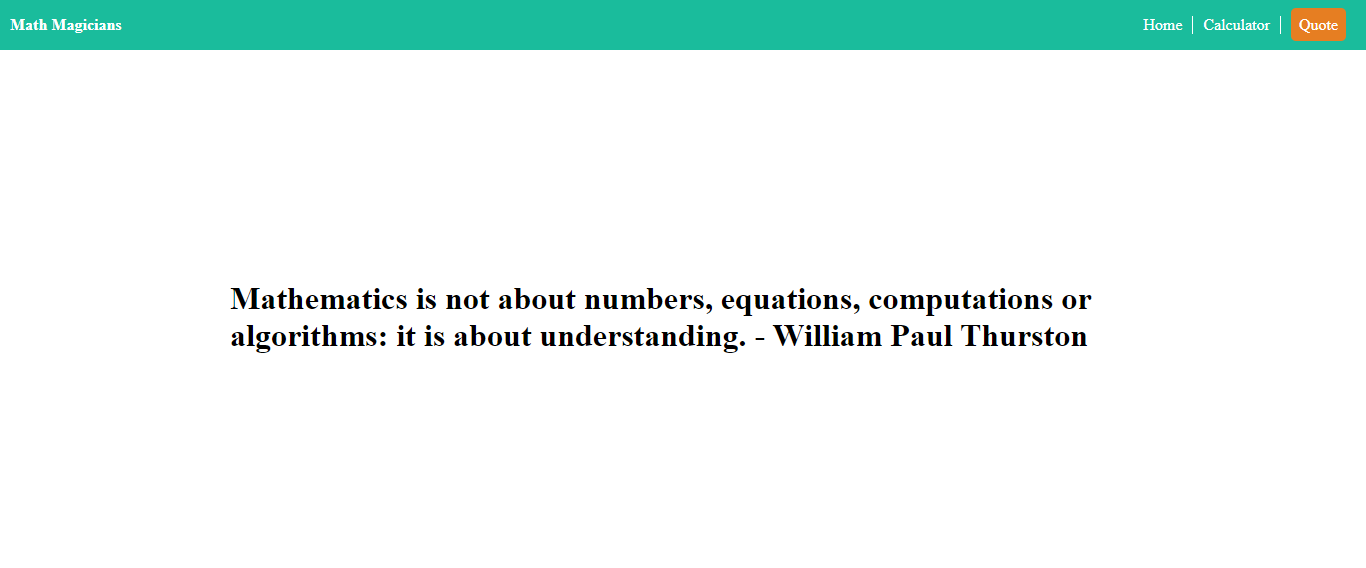 Math Magicians
Home
Calculator
Quote
Mathematics is not about numbers, equations, computations or
algorithms: it is about understanding. - William Paul Thurston